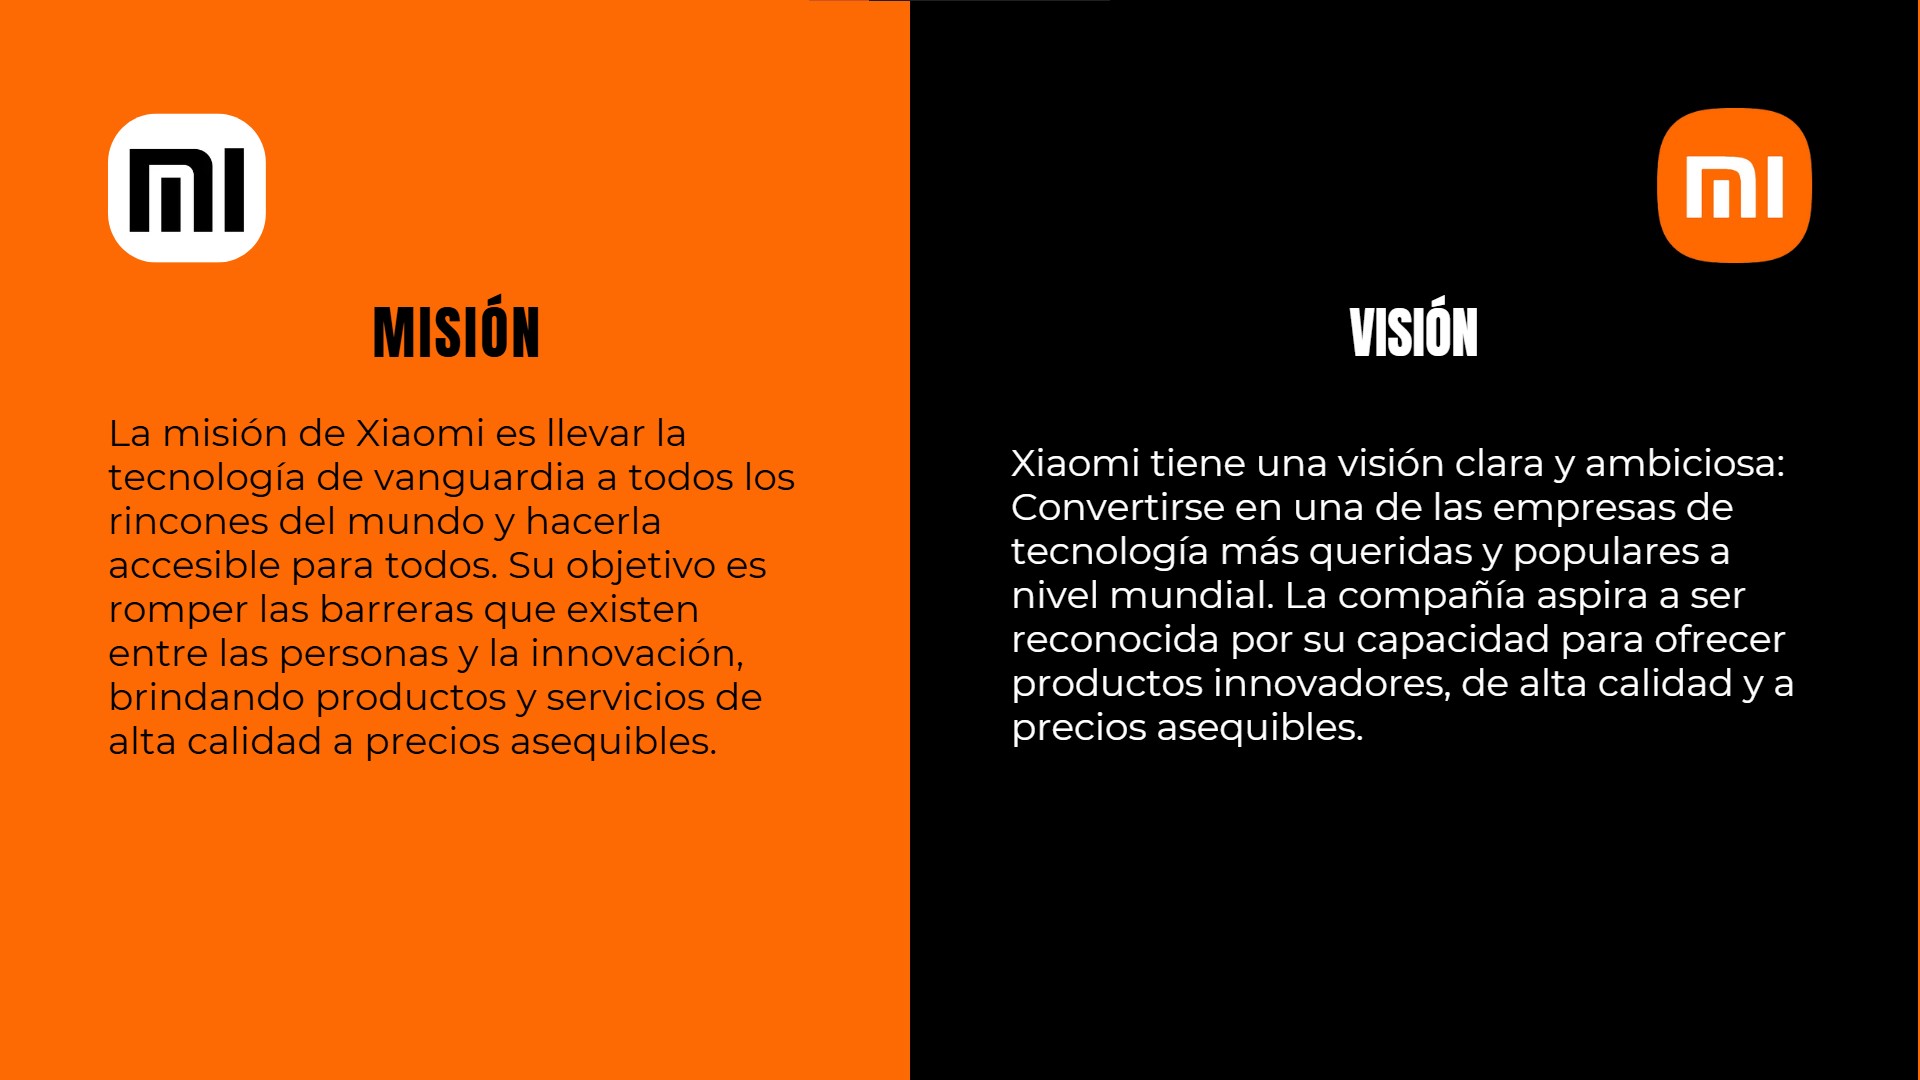 mi
MISIÓN
La misión de Xiaomi es llevar la
tecnología de vanguardia a todos los
rincones del mundo y hacerla
accesible para todos. Su objetivo es
romper las barreras que existen
entre las personas y la innovación,
brindando productos y servicios de
alta calidad a precios asequibles.
mi
VISIÓN
Xiaomi tiene una visión clara y ambiciosa:
Convertirse en una de las empresas de
tecnología más queridas y populares a
nivel mundial. La compañía aspira a ser
reconocida por su capacidad para ofrecer
productos innovadores, de alta calidad y a
precios asequibles.